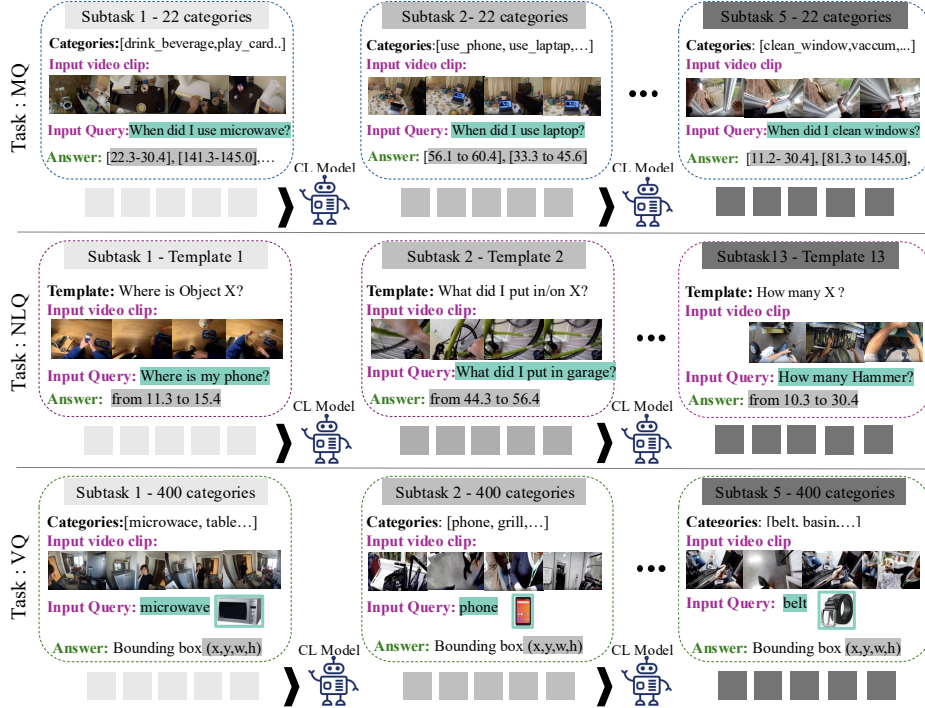 Task : MQ
Subtask 1 - 22 categories
Categories:[drink_beverage,play_card..]
Input video clip:
Input Query: When did I use microwave?
Answer: [22.3-30.4], [141.3-145.0],...
CL Model
Subtask 2- 22 categories
Categories:[use_phone, use_laptap,...]
Input video clip:
Input Query: When did I use laptop?
Answer: [56.1 to 60.4], [33.3 to 45.6]
CL Model
Subtask 5 - 22 categories
Categories: [clean_window,vaccum,...]
Input video clip
Input Query: When did I clean windows?
Answer: [11.2- 30.4], [81.3 to 145.0],
Task : NLQ
Subtask 1 - Template 1
Template: Where is Object X?
Input video clip:
Input Query: Where is my phone?
Answer: from 11.3 to 15.4
CL Model
Subtask 2 - Template 2
Template: What did I put in/on X?
Input video clip:
Input Query: What did I put in garage?
Answer: from 44.3 to 56.4
CL Model
Subtask13 - Template 13
Template: How many X ?
Input video clip
Input Query: How many Hammer?
Answer: from 10.3 to 30.4
Task : VQ
Subtask 1 - 400 categories
Categories:[microwace, table...]
Input video clip:
Input Query: microwave
Answer: Bounding box (x,y,w,h)
CL Model
Subtask 2 - 400 categories
Categories: [phone, grill,...]
Input video clip:
Input Query: phone
Answer: Bounding box (x,y,w,h)
CL Model
Subtask 5 - 400 categories
Categories: [belt, basin,...]
Input video clip
Input Query: belt
Answer: Bounding box (x,y,w,h)